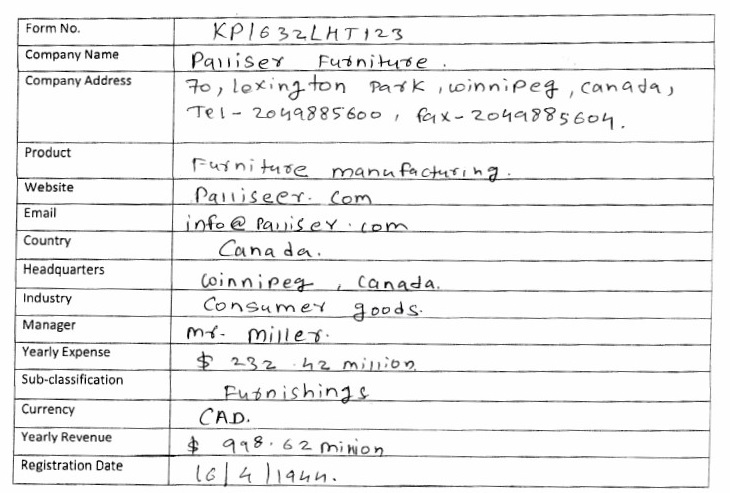 Form No. KP1632LHT123
Company Name Palliser Furniture.
Company Address 70, lexington Park, winnipeg, canada,
Tel - 2049885600, fax - 2049885604.
Product Furniture manufacturing.
Website Palliseer.com
Email info@palliser.com
Country Canada.
Headquarters winnipeg, canada.
Industry Consumer goods.
Manager mr. miller.
Yearly Expense $ 232.42 million
Sub-classification Furnishings
Currency CAD.
Yearly Revenue $ 998.62 million
Registration Date 16/4/1944.